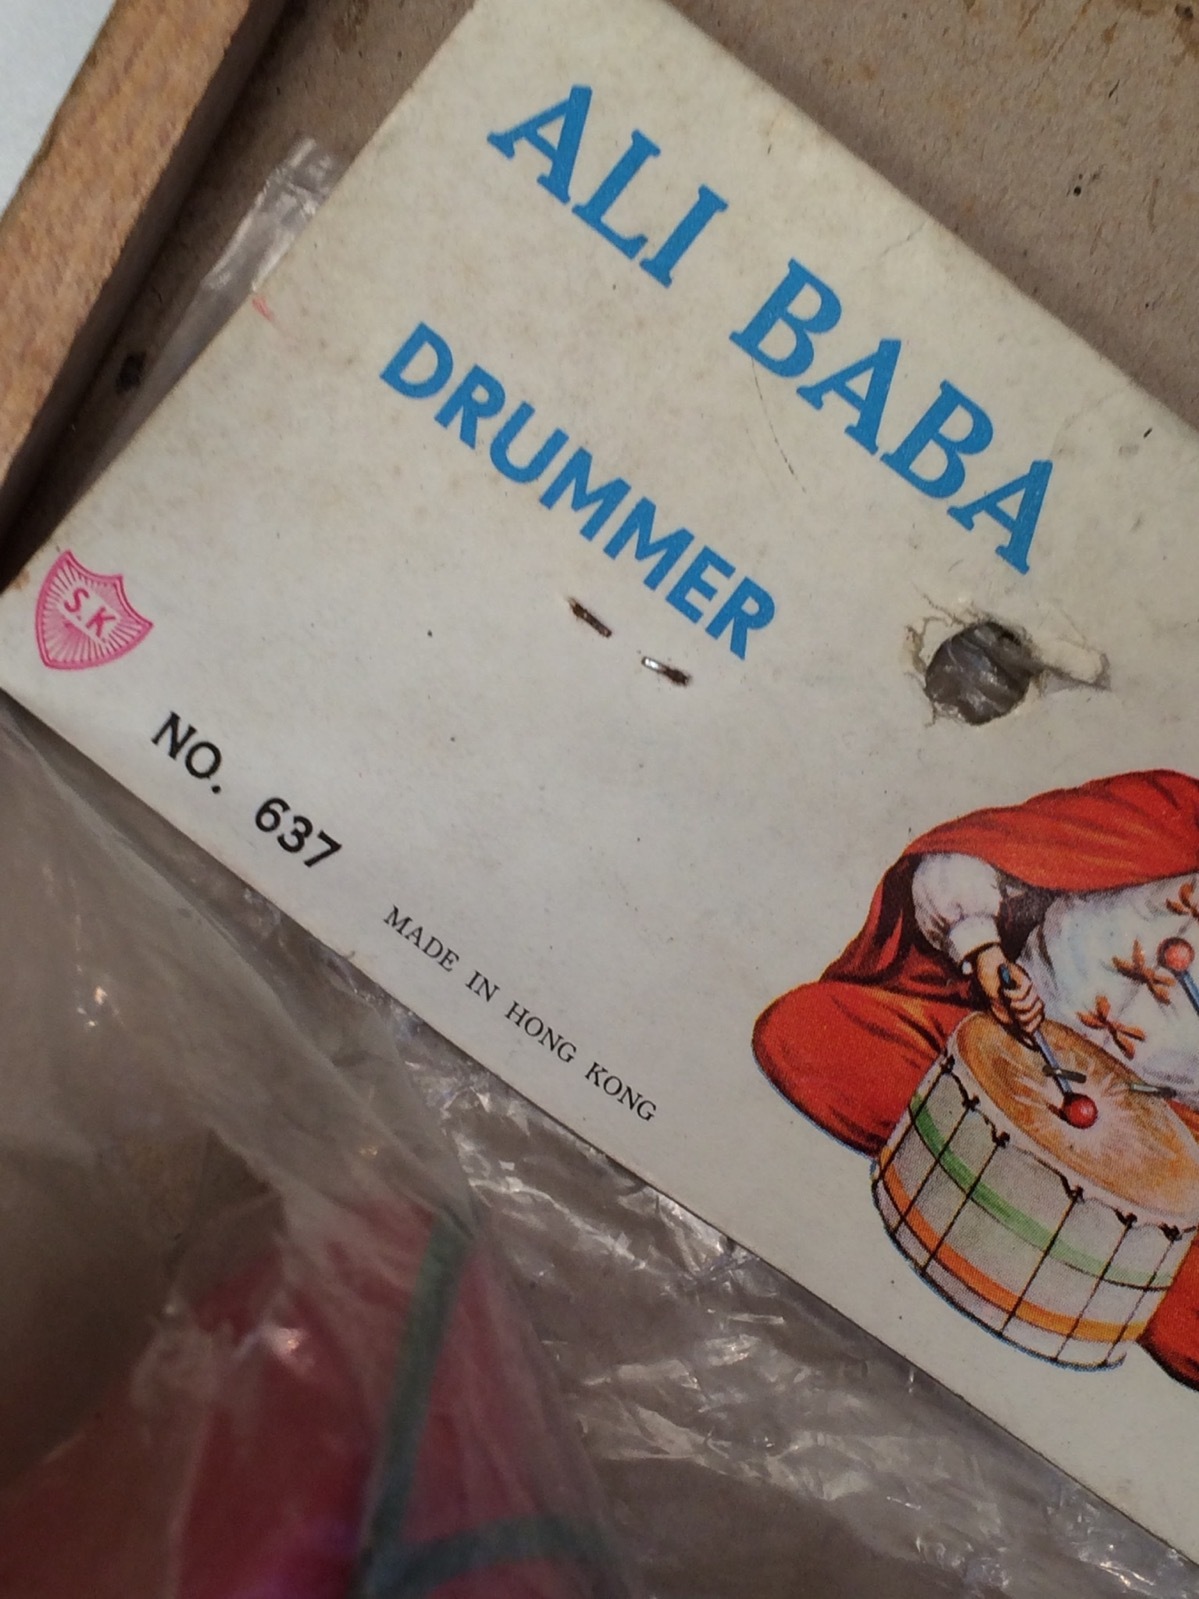 ALI BABA
DRUMMER
S.K
NO. 637
MADE IN HONG KONG